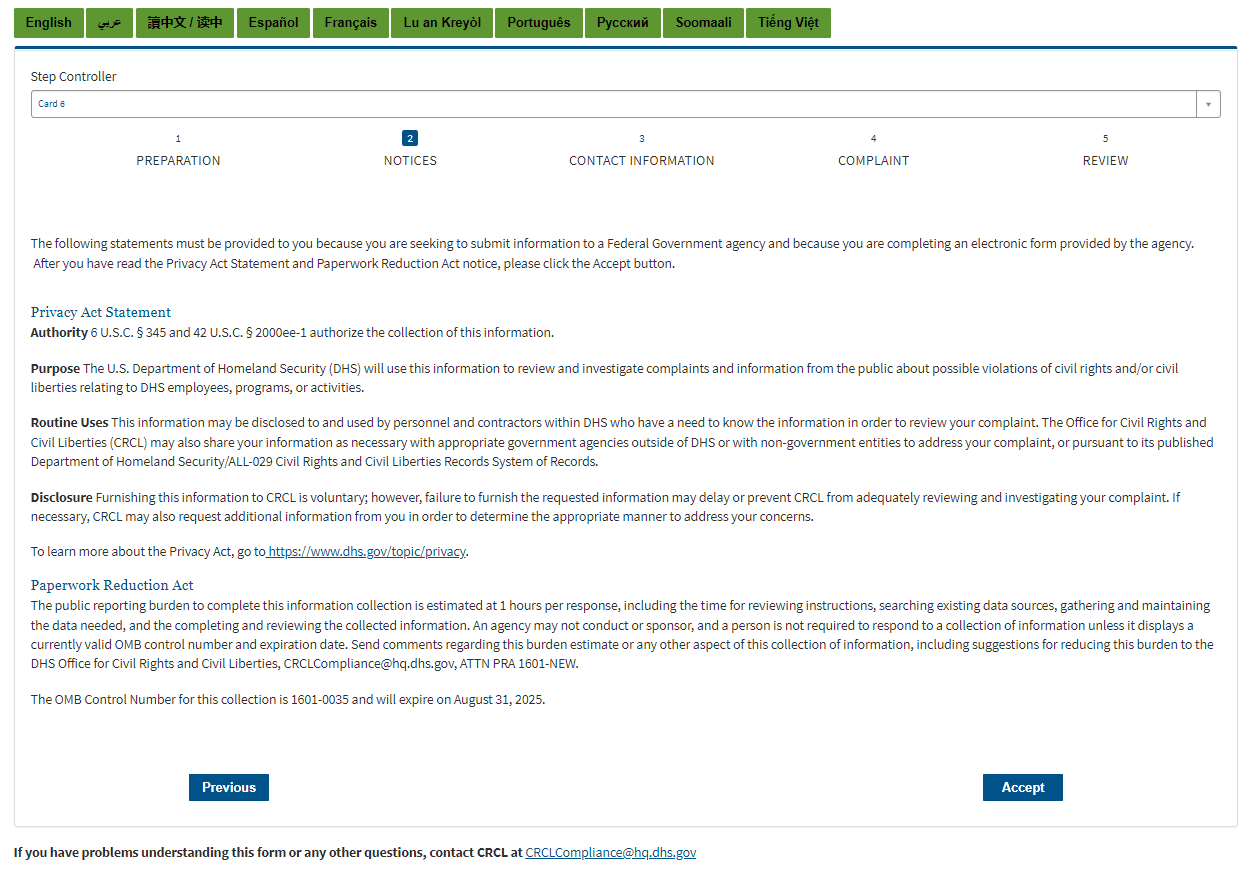 English
عربي
讀中文 / 读中
Español
Français
Lu an Kreyòl
Português
Русский
Soomaali
Tiếng Việt
Step Controller
Card 6
1
PREPARATION
2
NOTICES
3
CONTACT INFORMATION
4
COMPLAINT
5
REVIEW
The following statements must be provided to you because you are seeking to submit information to a Federal Government agency and because you are completing an electronic form provided by the agency.
After you have read the Privacy Act Statement and Paperwork Reduction Act notice, please click the Accept button.
Privacy Act Statement
Authority 6 U.S.C. § 345 and 42 U.S.C. § 2000ee-1 authorize the collection of this information.
Purpose The U.S. Department of Homeland Security (DHS) will use this information to review and investigate complaints and information from the public about possible violations of civil rights and/or civil
liberties relating to DHS employees, programs, or activities.
Routine Uses This information may be disclosed to and used by personnel and contractors within DHS who have a need to know the information in order to review your complaint. The Office for Civil Rights and
Civil Liberties (CRCL) may also share your information as necessary with appropriate government agencies outside of DHS or with non-government entities to address your complaint, or pursuant to its published
Department of Homeland Security/ALL-029 Civil Rights and Civil Liberties Records System of Records.
Disclosure Furnishing this information to CRCL is voluntary; however, failure to furnish the requested information may delay or prevent CRCL from adequately reviewing and investigating your complaint. If
necessary, CRCL may also request additional information from you in order to determine the appropriate manner to address your concerns.
To learn more about the Privacy Act, go to https://www.dhs.gov/topic/privacy.
Paperwork Reduction Act
The public reporting burden to complete this information collection is estimated at 1 hours per response, including the time for reviewing instructions, searching existing data sources, gathering and maintaining
the data needed, and the completing and reviewing the collected information. An agency may not conduct or sponsor, and a person is not required to respond to a collection of information unless it displays a
currently valid OMB control number and expiration date. Send comments regarding this burden estimate or any other aspect of this collection of information, including suggestions for reducing this burden to the
DHS Office for Civil Rights and Civil Liberties, CRCLCompliance@hq.dhs.gov, ATTN PRA 1601-NEW.
The OMB Control Number for this collection is 1601-0035 and will expire on August 31, 2025.
Previous
Accept
If you have problems understanding this form or any other questions, contact CRCL at CRCLCompliance@hq.dhs.gov